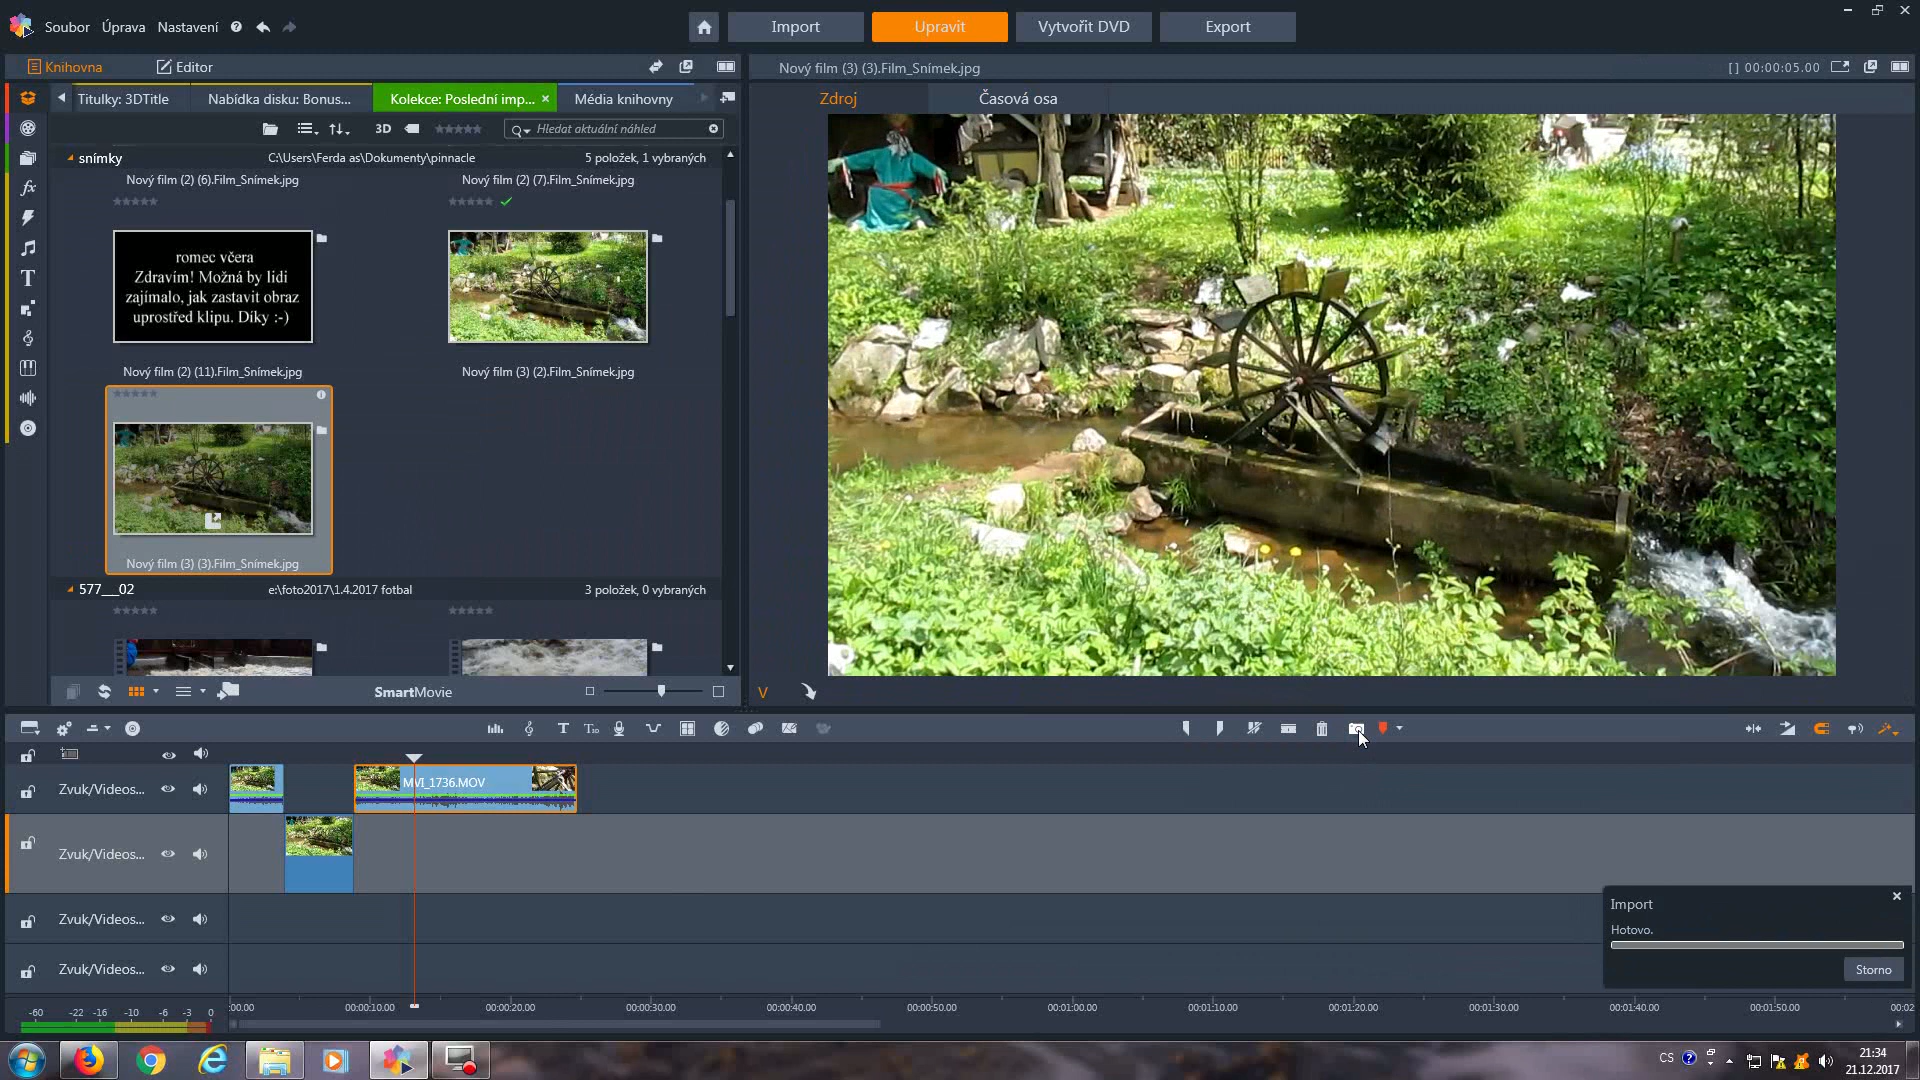 Soubor Úprava Nastavení
Import
Upravit
Vytvořit DVD
Export
Knihovna
Editor
Nový film (3) (3).Film_Snímek.jpg
[ ] 00:00:05.00
Titulky: 3DTitle
Nabídka disku: Bonus...
Kolekce: Poslední imp...
Média knihovny
Zdroj
Časová osa
3D
Hledat aktuální náhled
snímky
C:\Users\Ferda as\Dokumenty\pinnacle
5 položek, 1 vybraných
Nový film (2) (6).Film_Snímek.jpg
Nový film (2) (7).Film_Snímek.jpg
romec včera
Zdravím! Možná by lidi
zajímalo, jak zastavit obraz
uprostřed klipu. Díky :-)
Nový film (2) (11).Film_Snímek.jpg
Nový film (3) (2).Film_Snímek.jpg
Nový film (3) (3).Film_Snímek.jpg
577___02
e:\foto2017\1.4.2017 fotbal
3 položek, 0 vybraných
SmartMovie
V
MVI_1736.MOV
Zvuk/Videos...
Zvuk/Videos...
Zvuk/Videos...
Zvuk/Videos...
Import
Hotovo.
Storno
-60 -22 -16 -10 -6 -3 0
:00.00 00:00:10.00 00:00:20.00 00:00:30.00 00:00:40.00 00:00:50.00 00:01:00.00 00:01:10.00 00:01:20.00 00:01:30.00 00:01:40.00 00:01:50.00 00:02
CS
21:34
21.12.2017